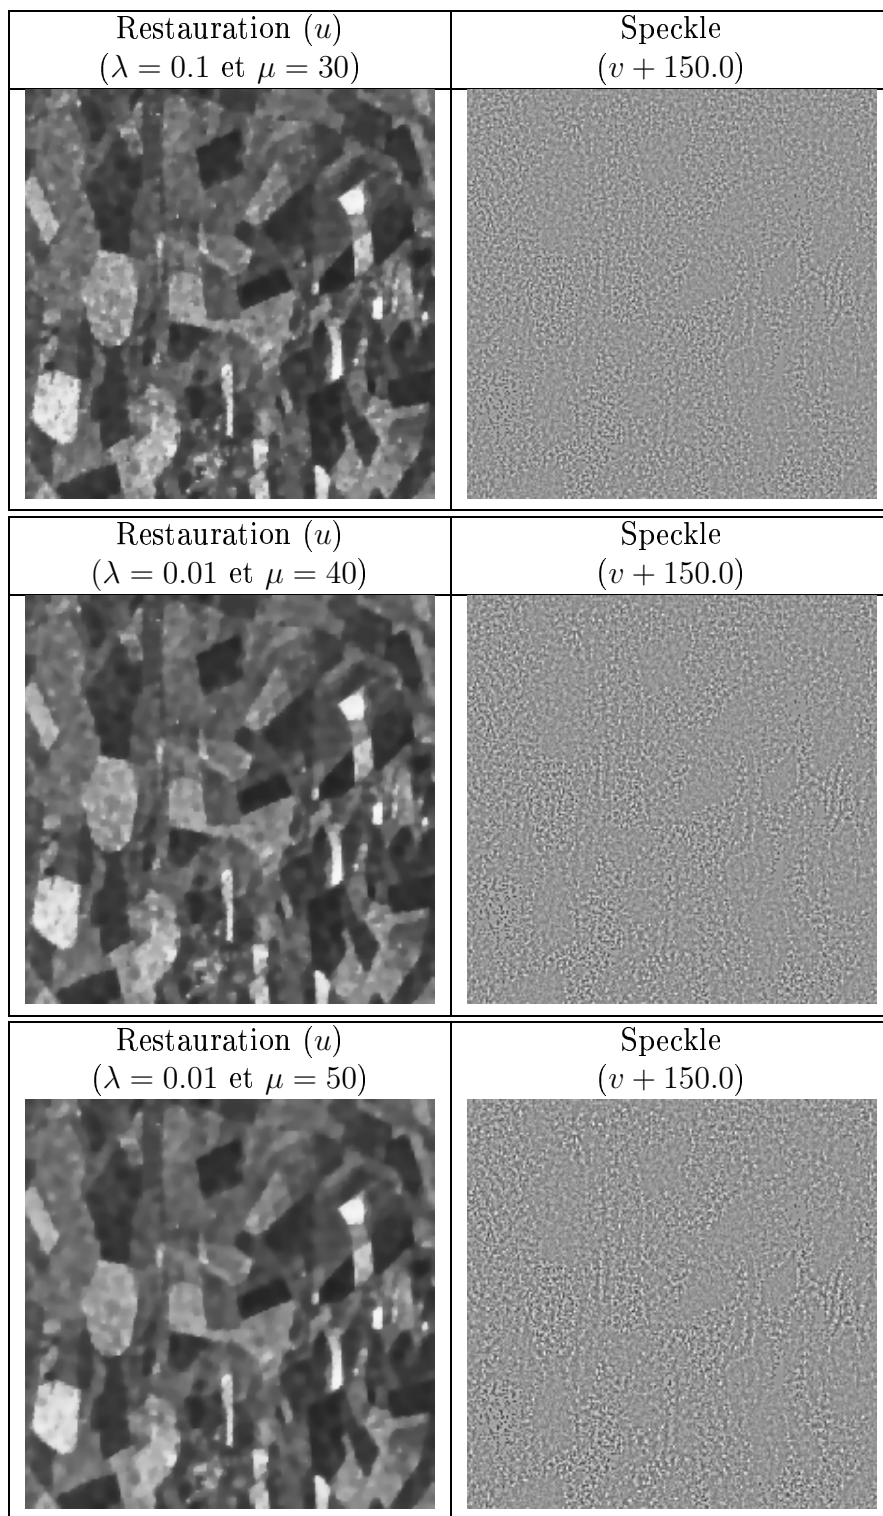 Restauration (u)
(λ = 0.1 et μ = 30)
Speckle
(v + 150.0)
Restauration (u)
(λ = 0.01 et μ = 40)
Speckle
(v + 150.0)
Restauration (u)
(λ = 0.01 et μ = 50)
Speckle
(v + 150.0)